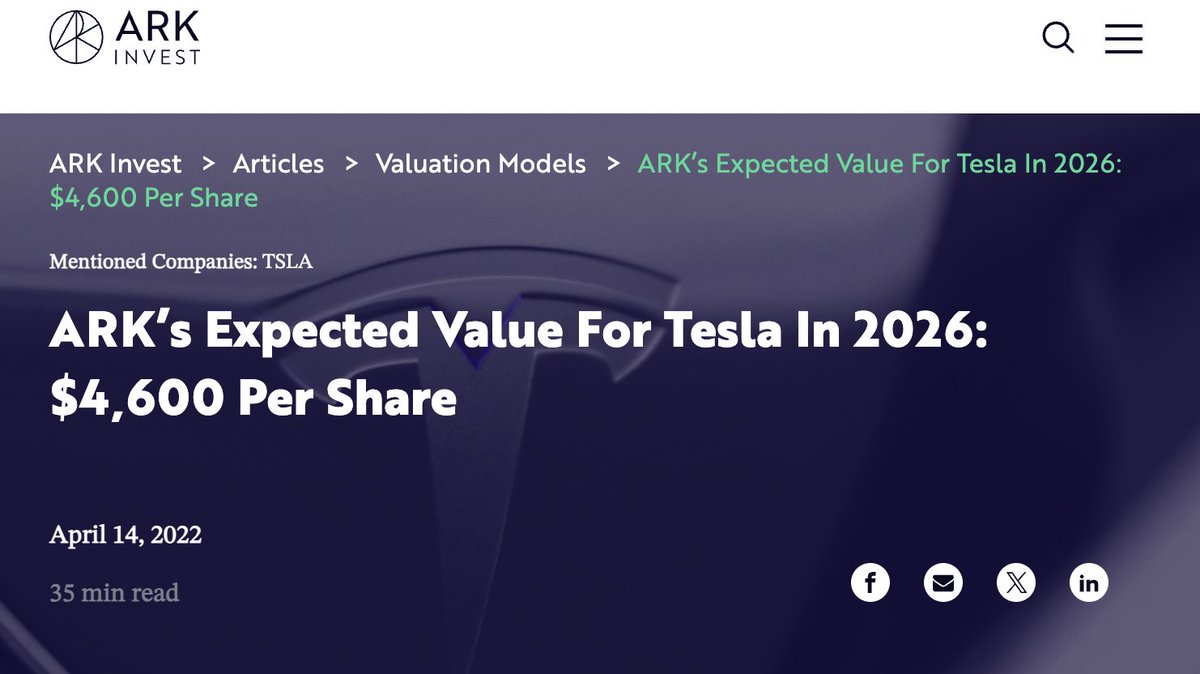 ARK
INVEST
ARK Invest > Articles > Valuation Models > ARK’s Expected Value For Tesla In 2026:
$4,600 Per Share
Mentioned Companies: TSLA
ARK’s Expected Value For Tesla In 2026:
$4,600 Per Share
April 14, 2022
35 min read